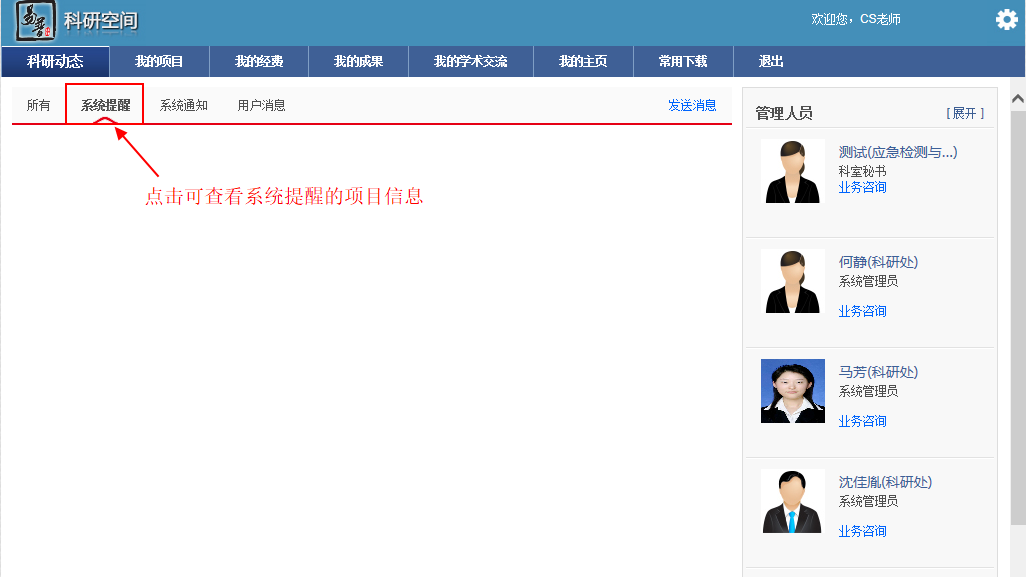 易普 科研空间
欢迎您，CS老师
科研动态 我的项目 我的经费 我的成果 我的学术交流 我的主页 常用下载 退出
所有 系统提醒 系统通知 用户消息 发送消息
点击可查看系统提醒的项目信息
管理人员 [ 展开 ]
测试(应急检测与...)
科室秘书
业务咨询
何静(科研处)
系统管理员
业务咨询
马芳(科研处)
系统管理员
业务咨询
沈佳胤(科研处)
系统管理员
业务咨询